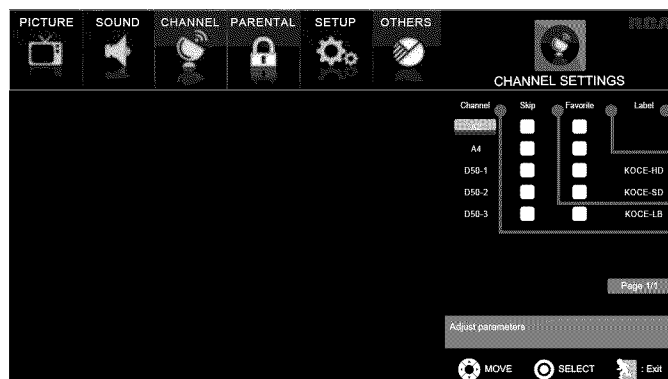 PICTURE SOUND CHANNEL PARENTAL SETUP OTHERS
RCA
CHANNEL SETTINGS
Channel Skip Favorite Label
A4
D50-1 KOCE-HD
D50-2 KOCE-SD
D50-3 KOCE-LB
Page 1/1
Adjust parameters
MOVE SELECT : Exit